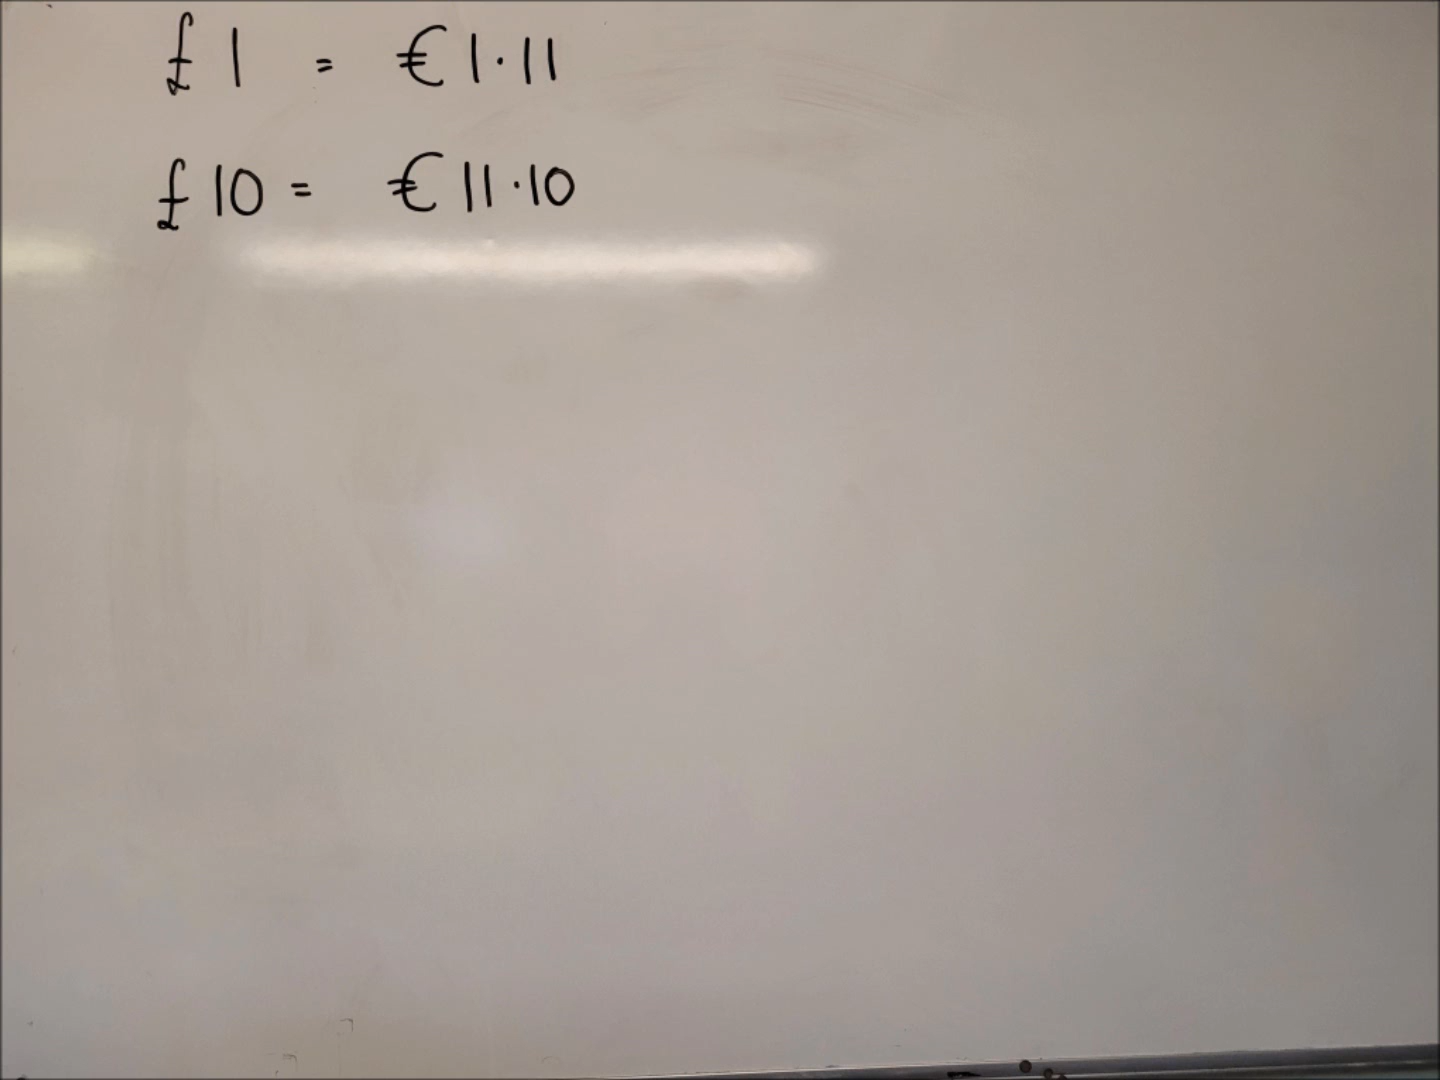 £1 = €1·11
£10 = €11·10